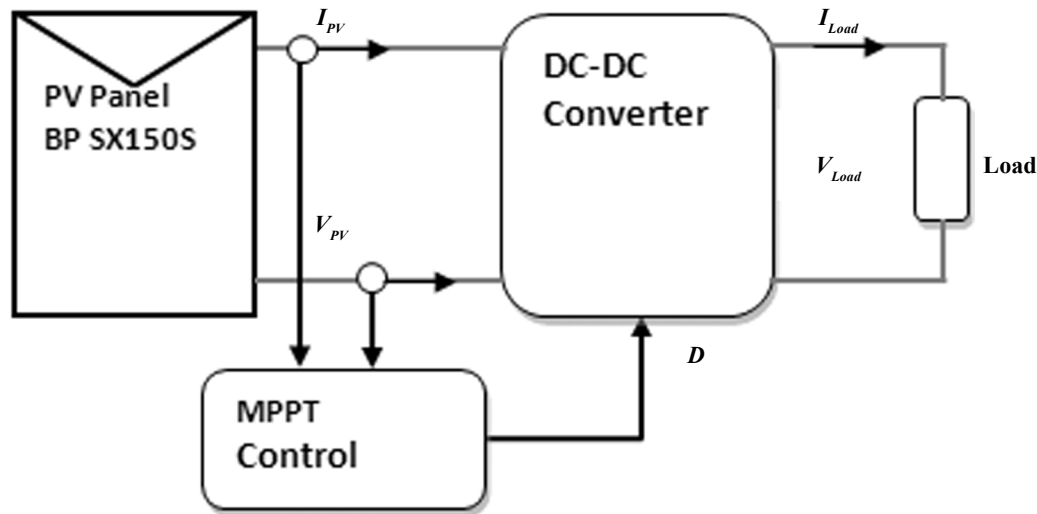 I_PV
I_Load
PV Panel
BP SX150S
DC-DC
Converter
V_PV
V_Load
Load
D
MPPT
Control